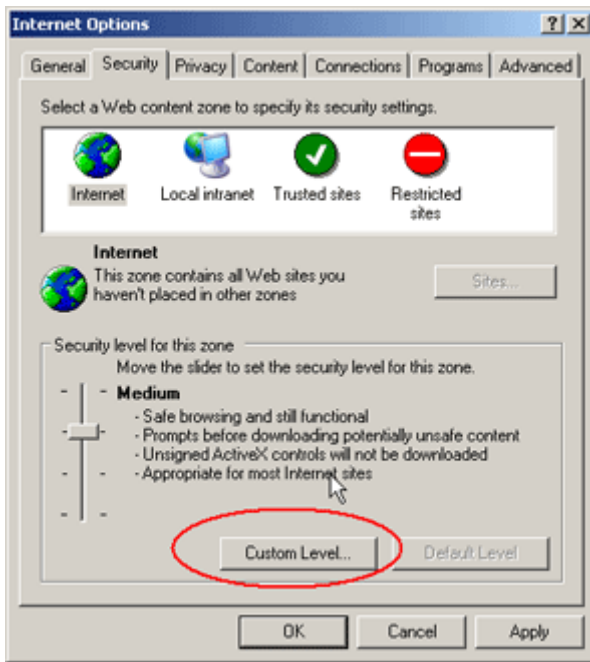 Internet Options
General Security Privacy Content Connections Programs Advanced
Select a Web content zone to specify its security settings.
Internet Local intranet Trusted sites Restricted sites
Internet
This zone contains all Web sites you
haven't placed in other zones
Sites...
Security level for this zone
Move the slider to set the security level for this zone.
Medium
- Safe browsing and still functional
- Prompts before downloading potentially unsafe content
- Unsigned ActiveX controls will not be downloaded
- Appropriate for most Internet sites
Custom Level... Default Level
OK Cancel Apply